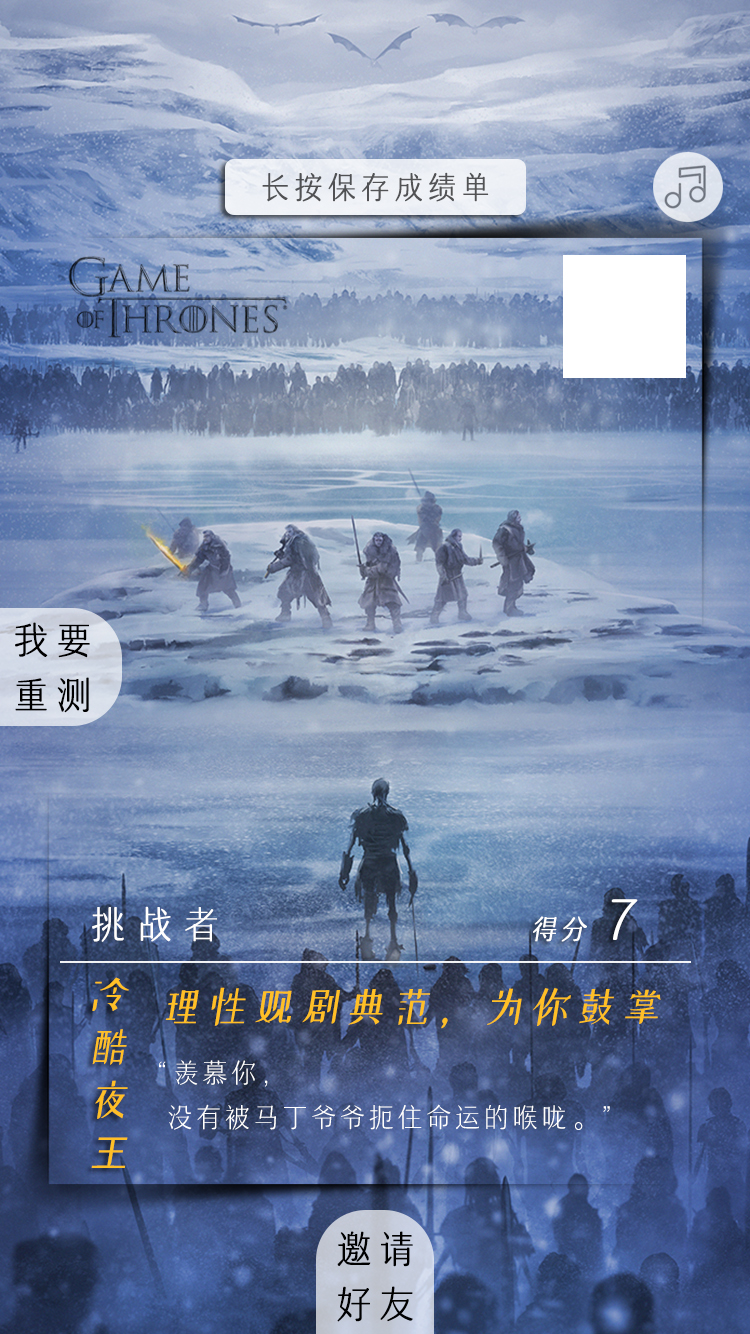 长按保存成绩单
GAME
OF THRONES
我要
重测
挑战者
得分 7
冷酷夜王
理性观剧典范，为你鼓掌
“羡慕你，
没有被马丁爷爷扼住命运的喉咙。”
邀请
好友